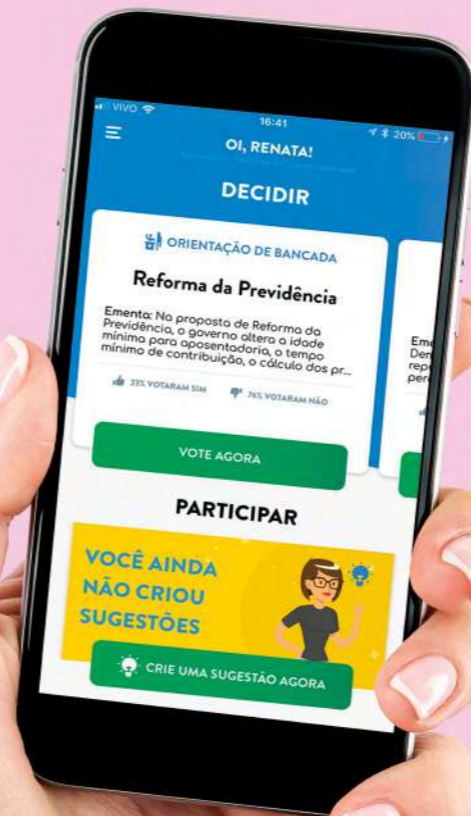 VIVO 16:41 20%
OI, RENATA!
DECIDIR
ORIENTAÇÃO DE BANCADA
Reforma da Previdência
Ementa: Na proposta de Reforma da
Previdência, o governo altera a idade
mínima para aposentadoria, o tempo
mínimo de contribuição, o cálculo dos pr...
VOTARAM SIM 76% VOTARAM NÃO
VOTE AGORA
PARTICIPAR
VOCÊ AINDA
NÃO CRIOU
SUGESTÕES
CRIE UMA SUGESTÃO AGORA